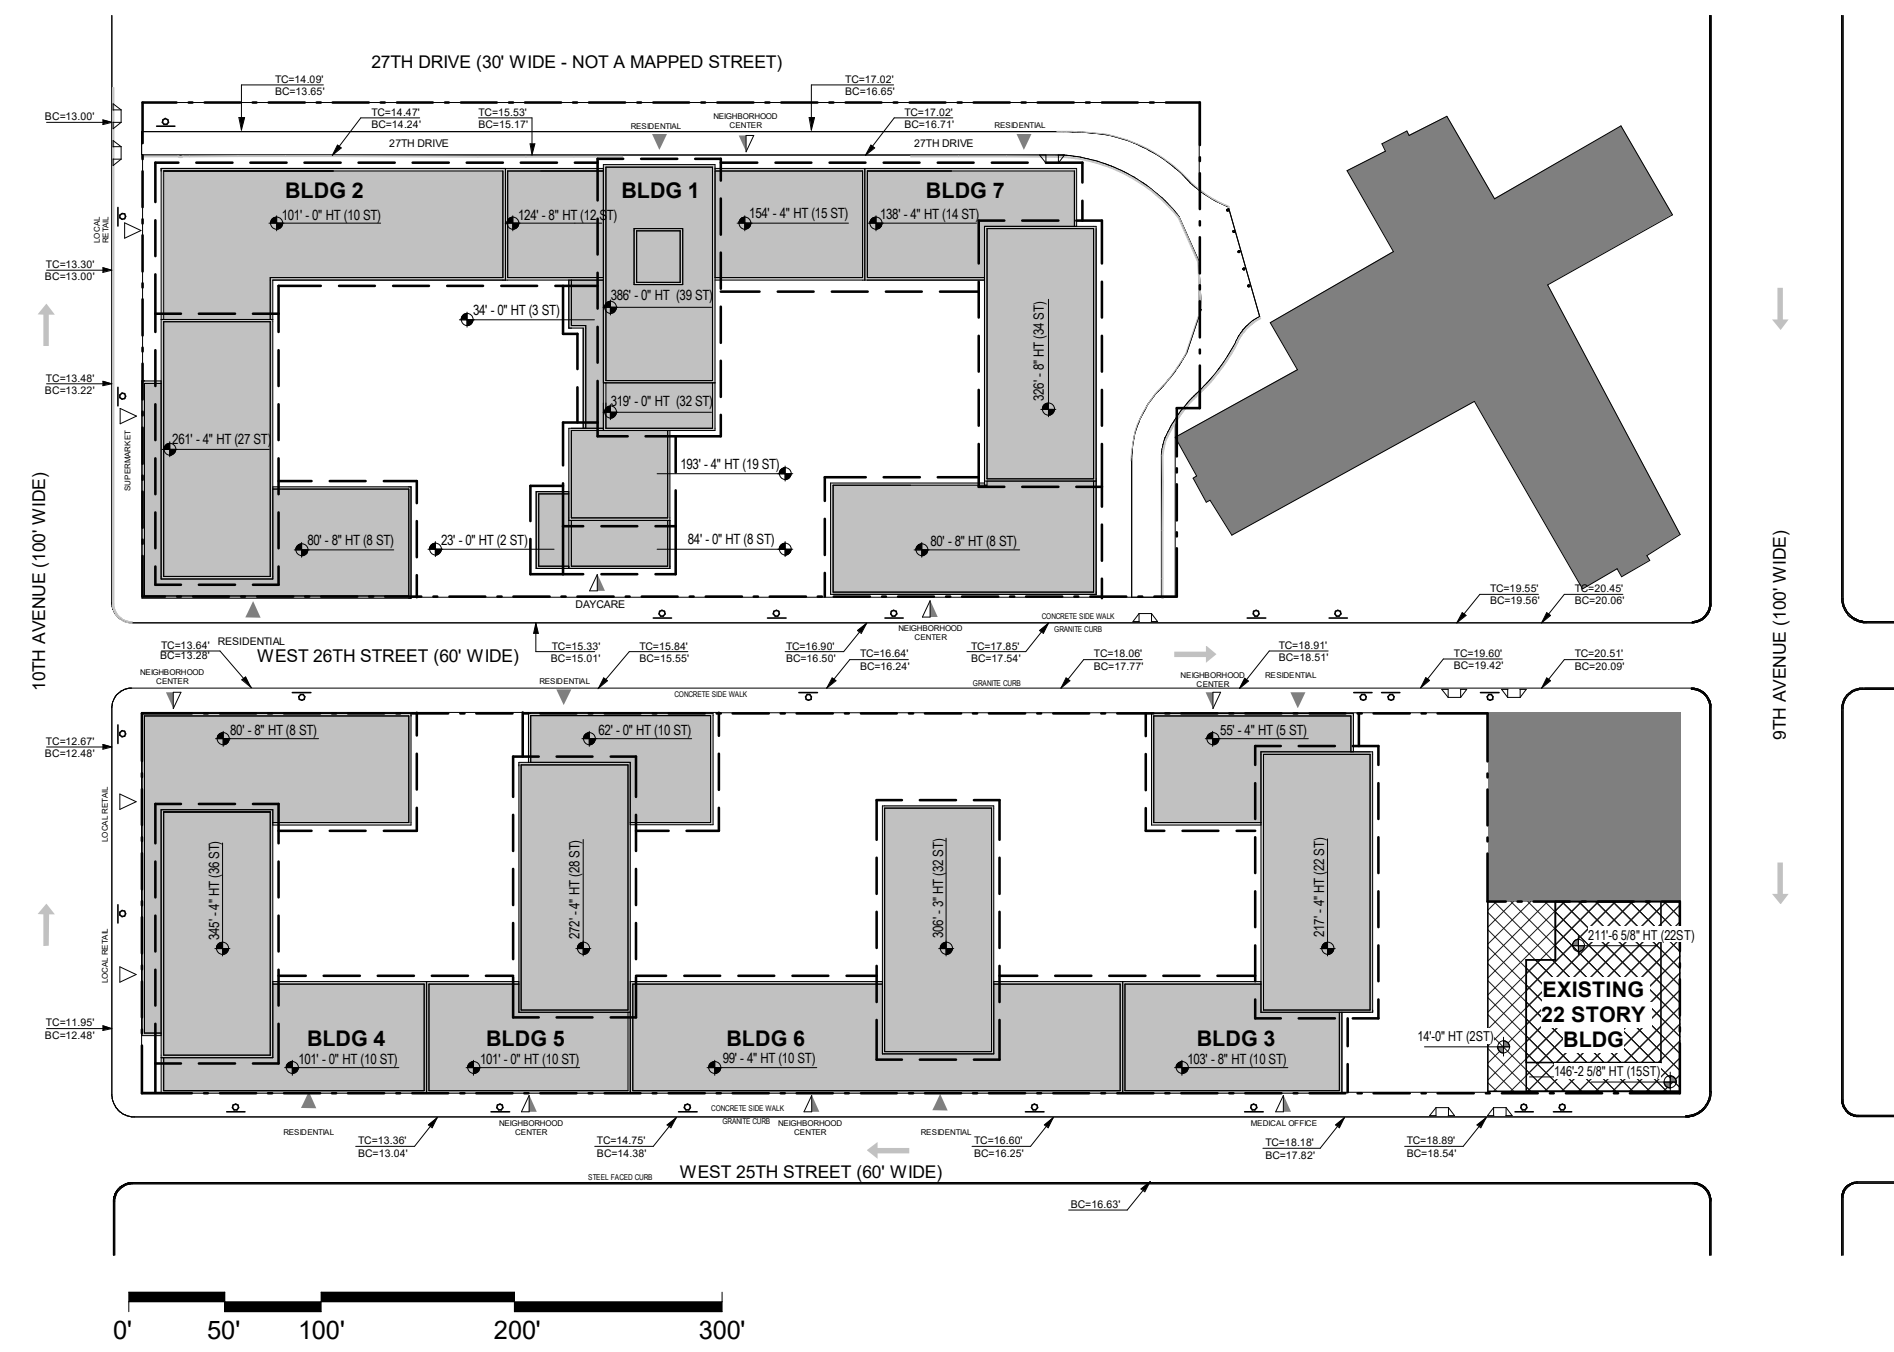 27TH DRIVE (30' WIDE - NOT A MAPPED STREET)
TC=14.09'
BC=13.65'
TC=17.02'
BC=16.65'
BC=13.00'
TC=14.47'
BC=14.24'
TC=15.53'
BC=15.17'
RESIDENTIAL
NEIGHBORHOOD
CENTER
TC=17.02'
BC=16.71'
RESIDENTIAL
27TH DRIVE
27TH DRIVE
BLDG 2
BLDG 1
BLDG 7
101' - 0" HT (10 ST)
124' - 8" HT (12 ST)
154' - 4" HT (15 ST)
138' - 4" HT (14 ST)
LOCAL
RETAIL
TC=13.30'
BC=13.00'
34' - 0" HT (3 ST)
386' - 0" HT (39 ST)
326' - 8" HT (34 ST)
TC=13.48'
BC=13.22'
319' - 0" HT (32 ST)
SUPERMARKET
261' - 4" HT (27 ST)
193' - 4" HT (19 ST)
80' - 8" HT (8 ST)
23' - 0" HT (2 ST)
84' - 0" HT (8 ST)
80' - 8" HT (8 ST)
10TH AVENUE (100' WIDE)
9TH AVENUE (100' WIDE)
DAYCARE
TC=19.55'
BC=19.56'
TC=20.45'
BC=20.06'
CONCRETE SIDE WALK
GRANITE CURB
NEIGHBORHOOD
CENTER
RESIDENTIAL
TC=13.64'
BC=13.28'
WEST 26TH STREET (60' WIDE)
TC=15.33'
BC=15.01'
TC=15.84'
BC=15.55'
TC=16.90'
BC=16.50'
TC=16.64'
BC=16.24'
TC=17.85'
BC=17.54'
TC=18.06'
BC=17.77'
TC=18.91'
BC=18.51'
TC=19.60'
BC=19.42'
TC=20.51'
BC=20.09'
NEIGHBORHOOD
CENTER
RESIDENTIAL
CONCRETE SIDE WALK
GRANITE CURB
NEIGHBORHOOD
CENTER
RESIDENTIAL
80' - 8" HT (8 ST)
62' - 0" HT (10 ST)
55' - 4" HT (5 ST)
TC=12.67'
BC=12.48'
LOCAL RETAIL
345' - 4" HT (36 ST)
272' - 4" HT (28 ST)
306' - 3" HT (32 ST)
217' - 4" HT (22 ST)
LOCAL RETAIL
211'-6 5/8" HT (22ST)
EXISTING
22 STORY
BLDG
TC=11.95'
BC=12.48'
BLDG 4
BLDG 5
BLDG 6
BLDG 3
14'-0" HT (2ST)
101' - 0" HT (10 ST)
101' - 0" HT (10 ST)
99' - 4" HT (10 ST)
103' - 8" HT (10 ST)
146'-2 5/8" HT (15ST)
CONCRETE SIDE WALK
GRANITE CURB
RESIDENTIAL
NEIGHBORHOOD
CENTER
NEIGHBORHOOD
CENTER
RESIDENTIAL
MEDICAL OFFICE
TC=13.36'
BC=13.04'
TC=14.75'
BC=14.38'
TC=16.60'
BC=16.25'
TC=18.18'
BC=17.82'
TC=18.89'
BC=18.54'
STEEL FACED CURB
WEST 25TH STREET (60' WIDE)
BC=16.63'
0'
50'
100'
200'
300'